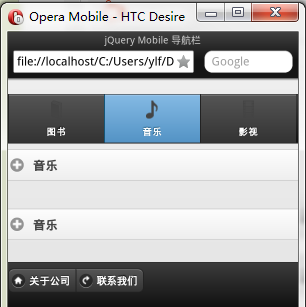 Opera Mobile - HTC Desire
jQuery Mobile 导航栏
file://localhost/C:/Users/ylf/D
Google
图书 音乐 影视
音乐
音乐
关于公司 联系我们